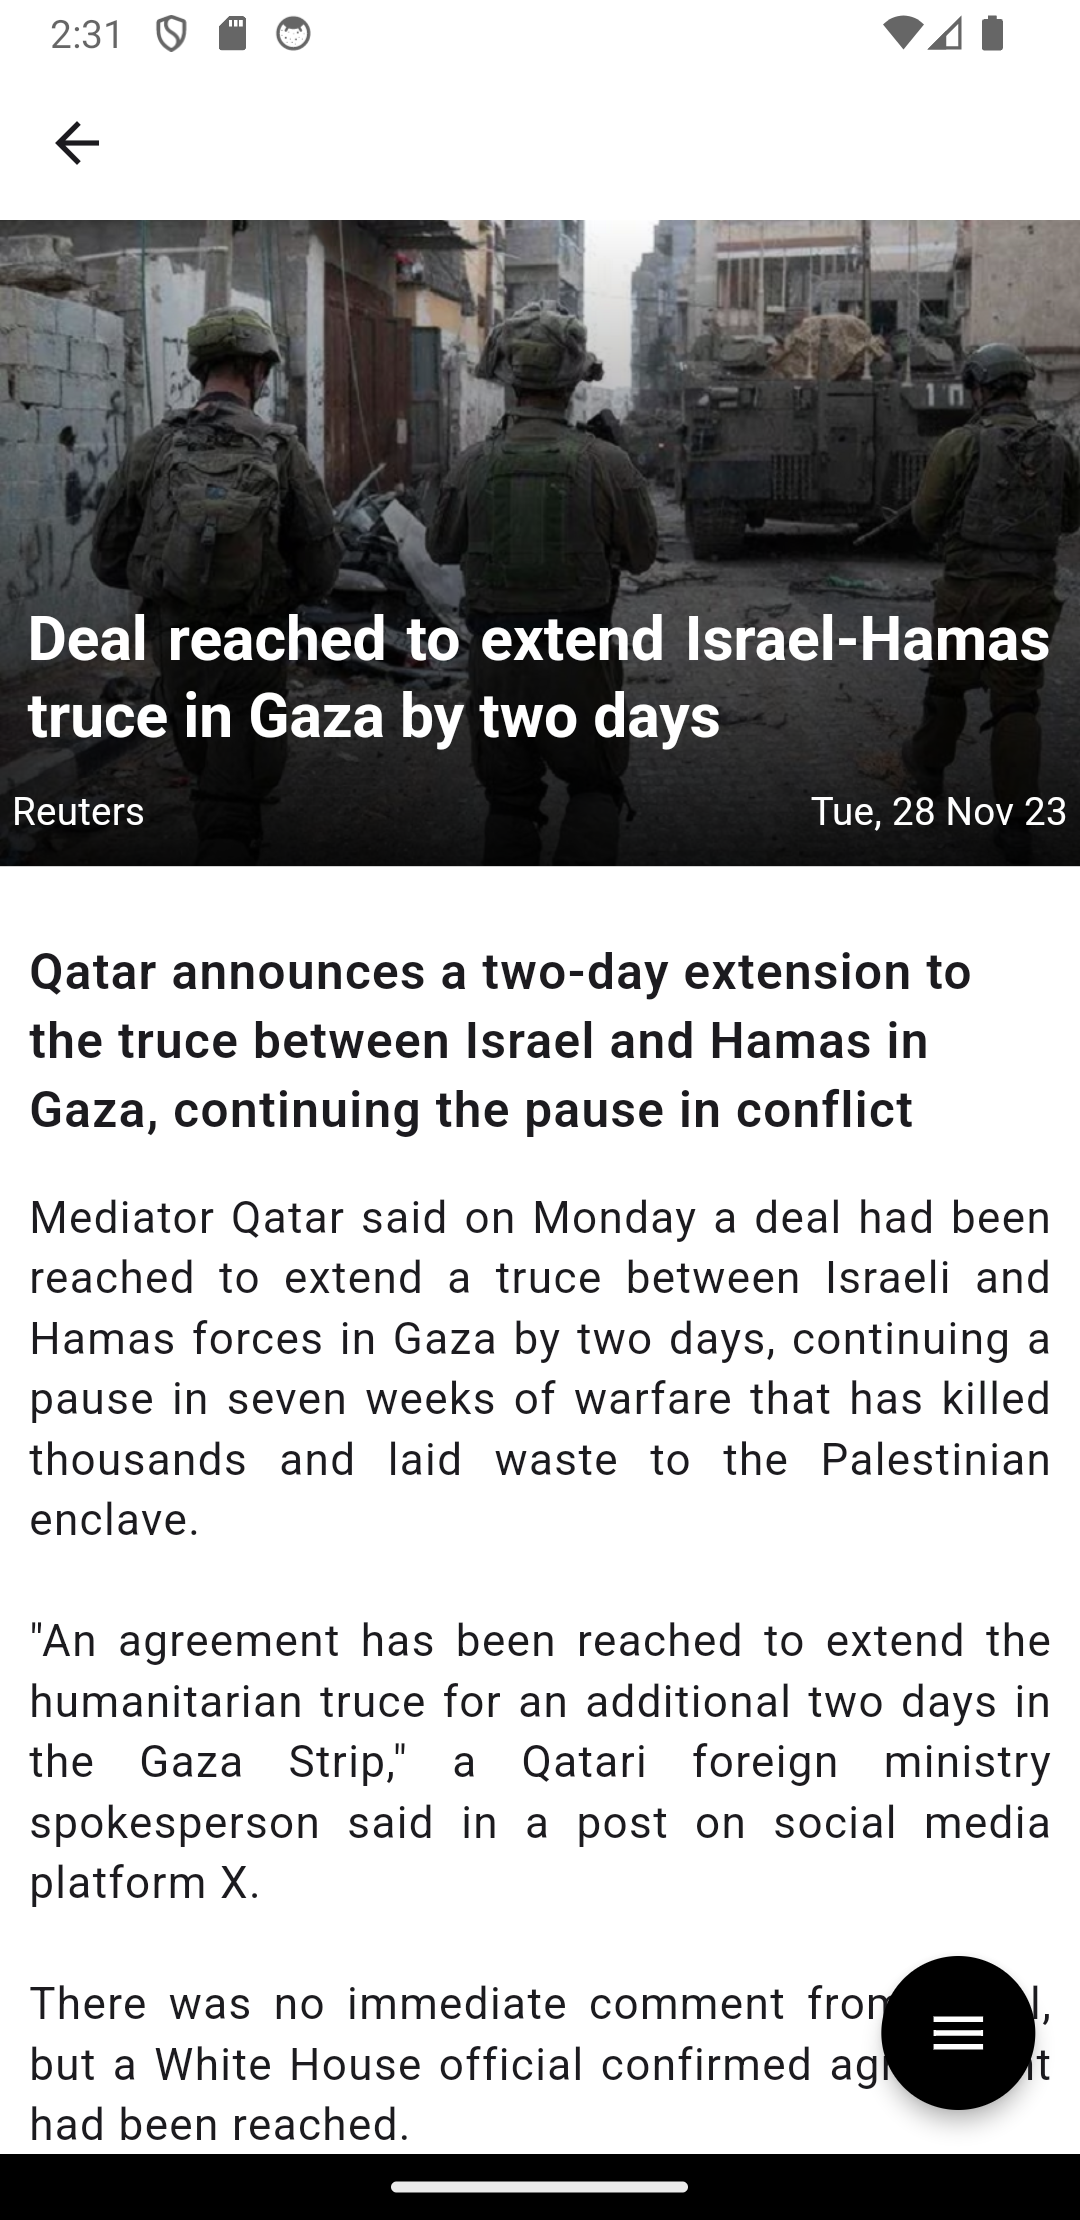 2:31
Deal reached to extend Israel-Hamas
truce in Gaza by two days
Reuters
Tue, 28 Nov 23
Qatar announces a two-day extension to
the truce between Israel and Hamas in
Gaza, continuing the pause in conflict
Mediator Qatar said on Monday a deal had been
reached to extend a truce between Israeli and
Hamas forces in Gaza by two days, continuing a
pause in seven weeks of warfare that has killed
thousands and laid waste to the Palestinian
enclave.
"An agreement has been reached to extend the
humanitarian truce for an additional two days in
the Gaza Strip," a Qatari foreign ministry
spokesperson said in a post on social media
platform X.
There was no immediate comment from
but a White House official confirmed
had been reached.